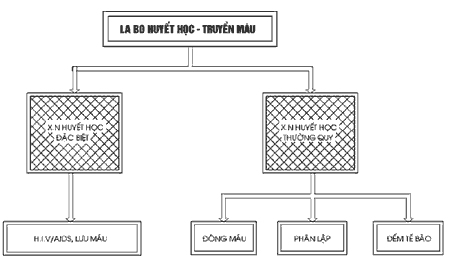 LA BO HUYẾT HỌC - TRUYỀN MÁU
X.N HUYẾT HỌC
ĐẶC BIỆT
X.N HUYẾT HỌC
THƯỜNG QUY
H.I.V/AIDS, LƯU MÁU
ĐÔNG MÁU
PHÂN LẬP
ĐẾM TẾ BÀO